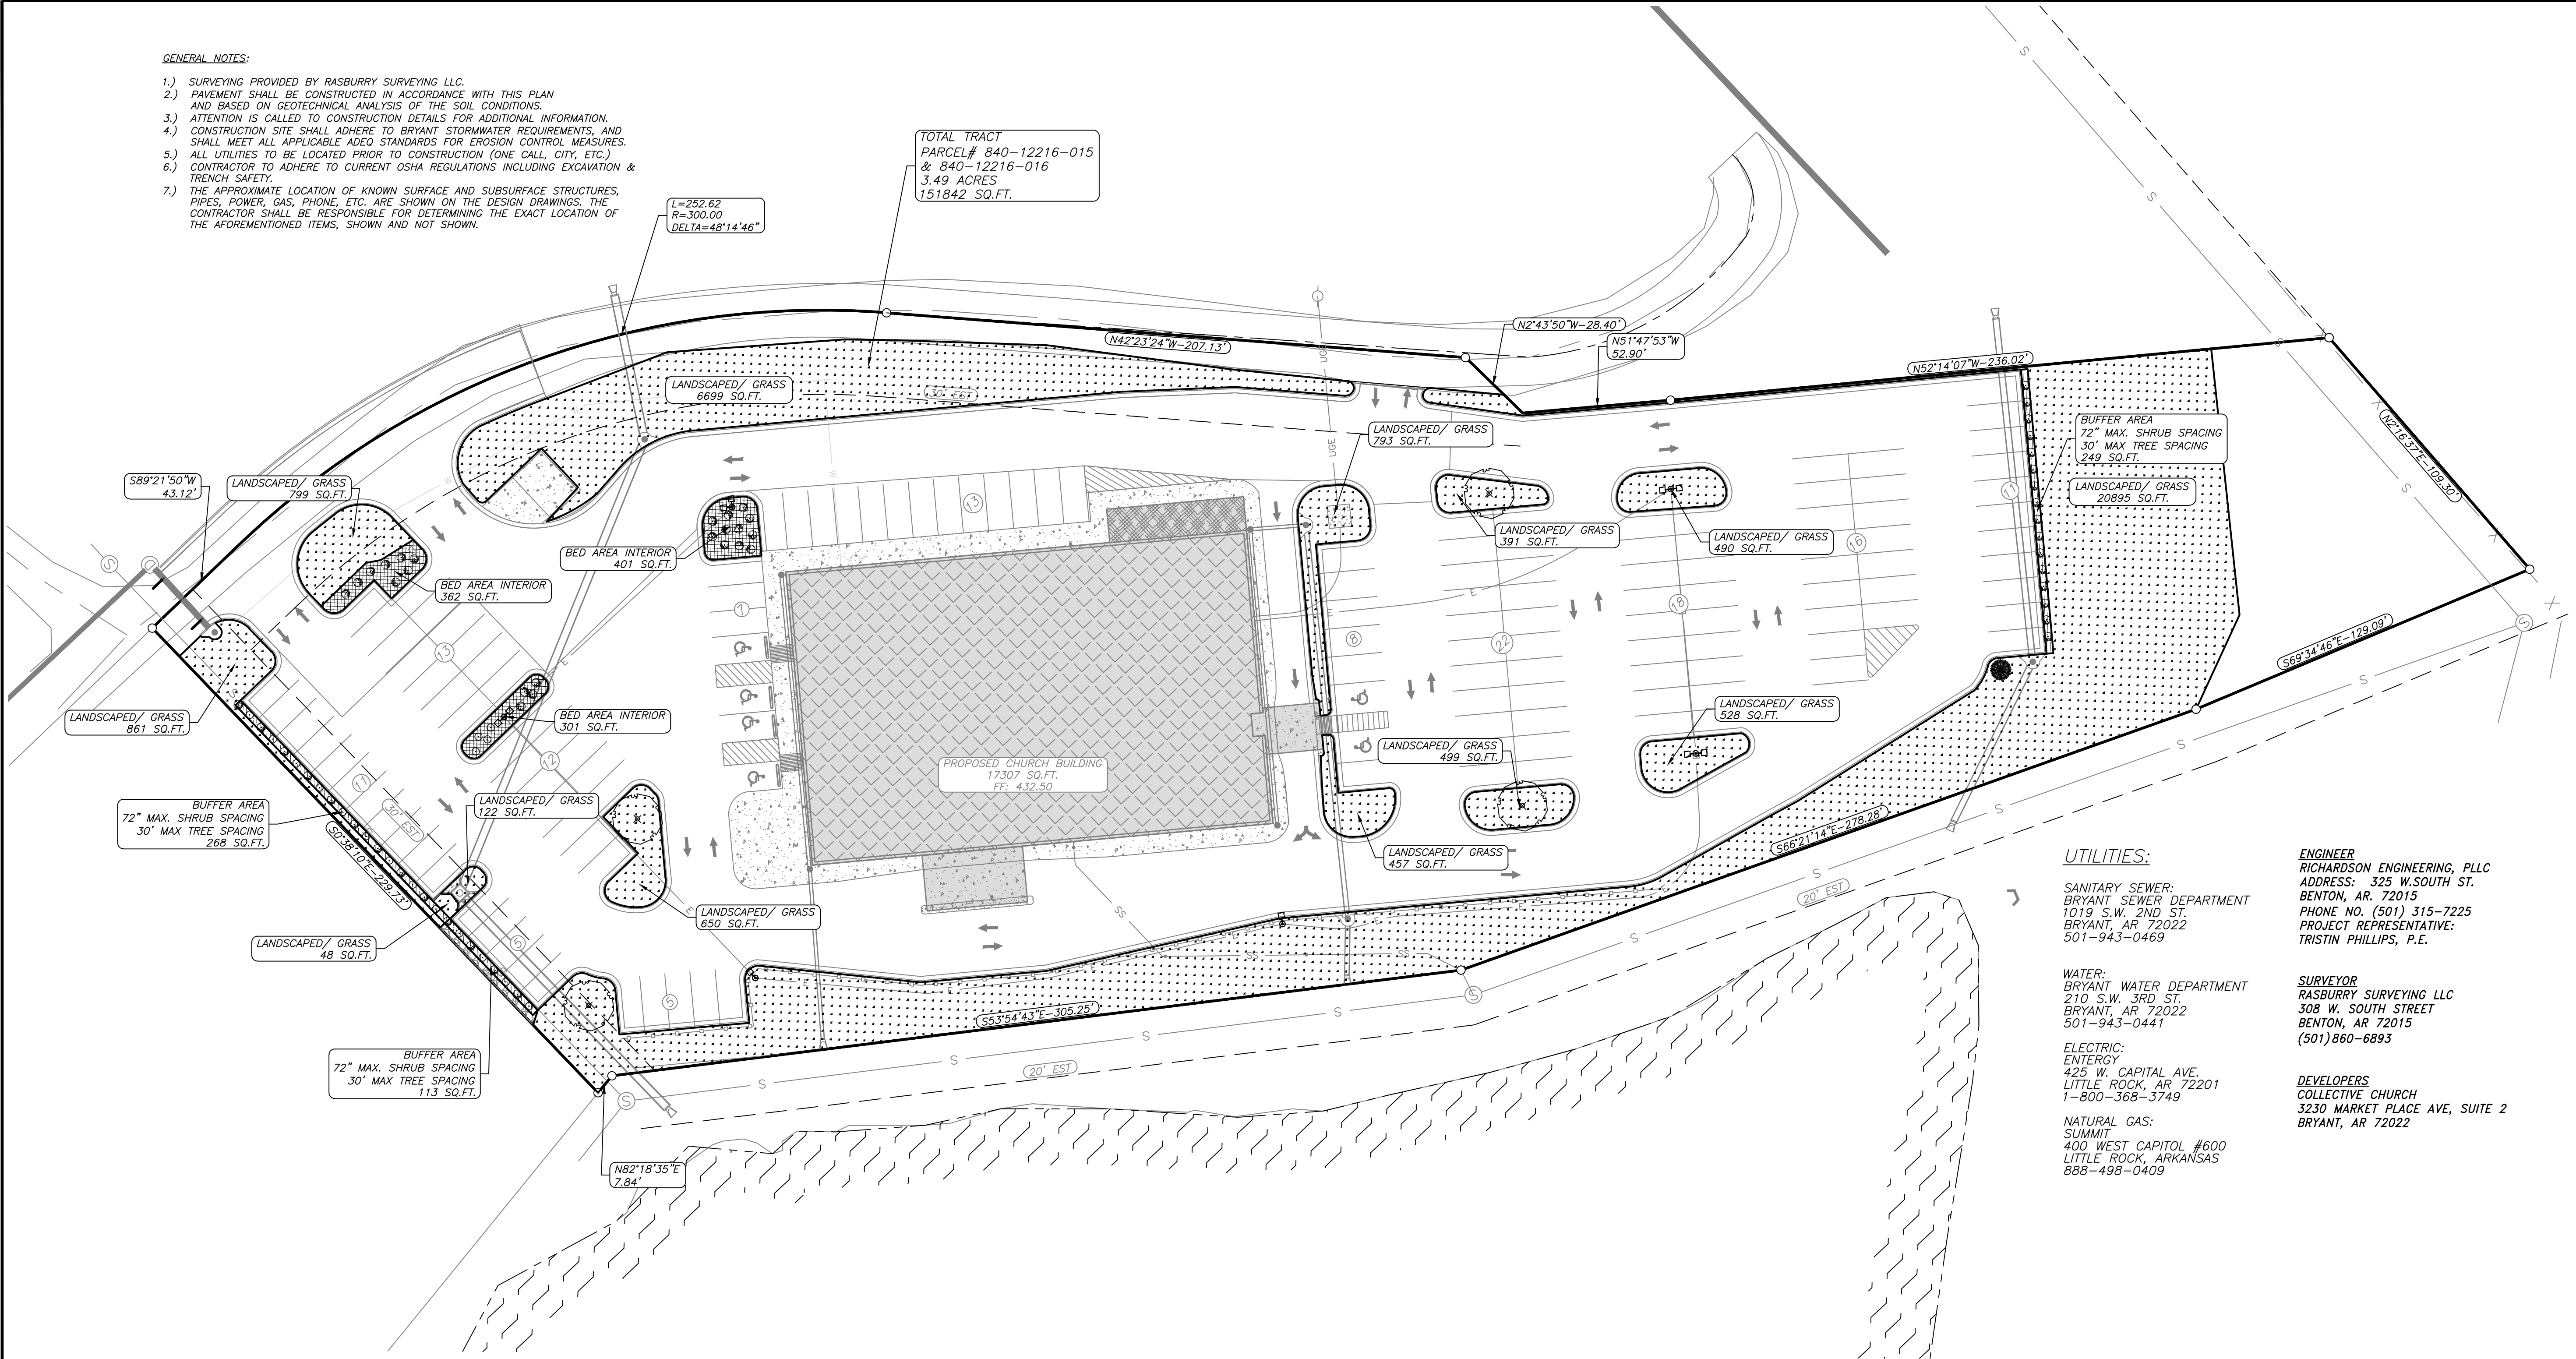 GENERAL NOTES:
1.) SURVEYING PROVIDED BY RASBURRY SURVEYING LLC.
2.) PAVEMENT SHALL BE CONSTRUCTED IN ACCORDANCE WITH THIS PLAN
AND BASED ON GEOTECHNICAL ANALYSIS OF THE SOIL CONDITIONS.
3.) ATTENTION IS CALLED TO CONSTRUCTION DETAILS FOR ADDITIONAL INFORMATION.
4.) CONSTRUCTION SITE SHALL ADHERE TO BRYANT STORMWATER REQUIREMENTS, AND
SHALL MEET ALL APPLICABLE ADEQ STANDARDS FOR EROSION CONTROL MEASURES.
5.) ALL UTILITIES TO BE LOCATED PRIOR TO CONSTRUCTION (ONE CALL, CITY, ETC.)
6.) CONTRACTOR TO ADHERE TO CURRENT OSHA REGULATIONS INCLUDING EXCAVATION &
TRENCH SAFETY.
7.) THE APPROXIMATE LOCATION OF KNOWN SURFACE AND SUBSURFACE STRUCTURES,
PIPES, POWER, GAS, PHONE, ETC. ARE SHOWN ON THE DESIGN DRAWINGS. THE
CONTRACTOR SHALL BE RESPONSIBLE FOR DETERMINING THE EXACT LOCATION OF
THE AFOREMENTIONED ITEMS, SHOWN AND NOT SHOWN.
TOTAL TRACT
PARCEL# 840-12216-015
& 840-12216-016
3.49 ACRES
151842 SQ.FT.
L=252.62
R=300.00
DELTA=48°14'46"
N42°23'24"W-207.13'
N2°43'50"W-28.40'
N51°47'53"W
52.90'
N52°14'07"W-236.02'
N2°16'37"E-109.30'
S69°34'46"E-129.09'
S66°21'14"E-278.28'
S53°54'43"E-305.25'
N82°18'35"E
7.84'
S0°38'10"E-229.73'
S89°21'50"W
43.12'
LANDSCAPED/ GRASS
6699 SQ.FT.
30' EST
LANDSCAPED/ GRASS
799 SQ.FT.
BED AREA INTERIOR
362 SQ.FT.
BED AREA INTERIOR
401 SQ.FT.
BED AREA INTERIOR
301 SQ.FT.
LANDSCAPED/ GRASS
861 SQ.FT.
BUFFER AREA
72" MAX. SHRUB SPACING
30' MAX TREE SPACING
268 SQ.FT.
30' EST
LANDSCAPED/ GRASS
122 SQ.FT.
LANDSCAPED/ GRASS
48 SQ.FT.
LANDSCAPED/ GRASS
650 SQ.FT.
BUFFER AREA
72" MAX. SHRUB SPACING
30' MAX TREE SPACING
113 SQ.FT.
PROPOSED CHURCH BUILDING
17307 SQ.FT.
FF: 432.50
LANDSCAPED/ GRASS
793 SQ.FT.
LANDSCAPED/ GRASS
391 SQ.FT.
LANDSCAPED/ GRASS
490 SQ.FT.
LANDSCAPED/ GRASS
528 SQ.FT.
LANDSCAPED/ GRASS
499 SQ.FT.
LANDSCAPED/ GRASS
457 SQ.FT.
BUFFER AREA
72" MAX. SHRUB SPACING
30' MAX TREE SPACING
249 SQ.FT.
LANDSCAPED/ GRASS
20895 SQ.FT.
13
7
13
12
11
5
5
8
22
18
16
11
UGE
UGE
SS
SS
20' EST
20' EST
UTILITIES:
SANITARY SEWER:
BRYANT SEWER DEPARTMENT
1019 S.W. 2ND ST.
BRYANT, AR 72022
501-943-0469
WATER:
BRYANT WATER DEPARTMENT
210 S.W. 3RD ST.
BRYANT, AR 72022
501-943-0441
ELECTRIC:
ENTERGY
425 W. CAPITAL AVE.
LITTLE ROCK, AR 72201
1-800-368-3749
NATURAL GAS:
SUMMIT
400 WEST CAPITOL #600
LITTLE ROCK, ARKANSAS
888-498-0409
ENGINEER
RICHARDSON ENGINEERING, PLLC
ADDRESS: 325 W.SOUTH ST.
BENTON, AR. 72015
PHONE NO. (501) 315-7225
PROJECT REPRESENTATIVE:
TRISTIN PHILLIPS, P.E.
SURVEYOR
RASBURRY SURVEYING LLC
308 W. SOUTH STREET
BENTON, AR 72015
(501)860-6893
DEVELOPERS
COLLECTIVE CHURCH
3230 MARKET PLACE AVE, SUITE 2
BRYANT, AR 72022